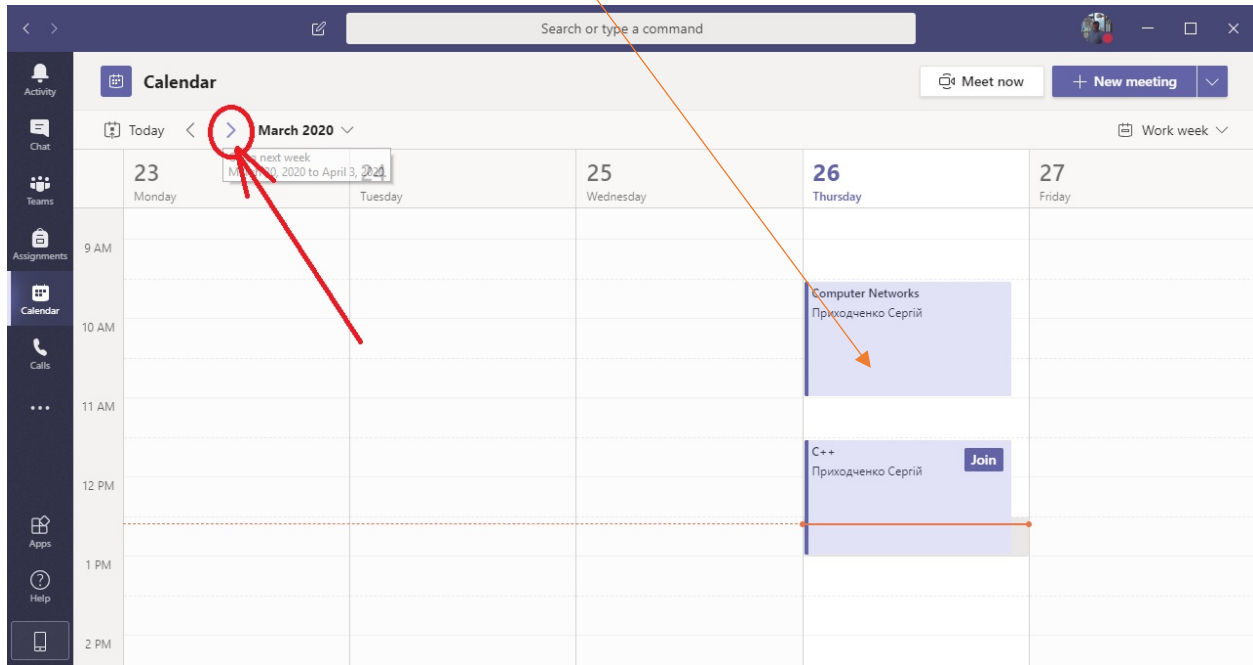 Search or type a command
Activity
Chat
Teams
Assignments
Calendar
Calls
Apps
Help
Calendar
Meet now
New meeting
Today
March 2020
Work week
next week
2020 to April 3,
23
Monday
24
Tuesday
25
Wednesday
26
Thursday
27
Friday
9 AM
10 AM
11 AM
12 PM
1 PM
2 PM
Computer Networks
Приходченко Сергій
C++
Приходченко Сергій
Join